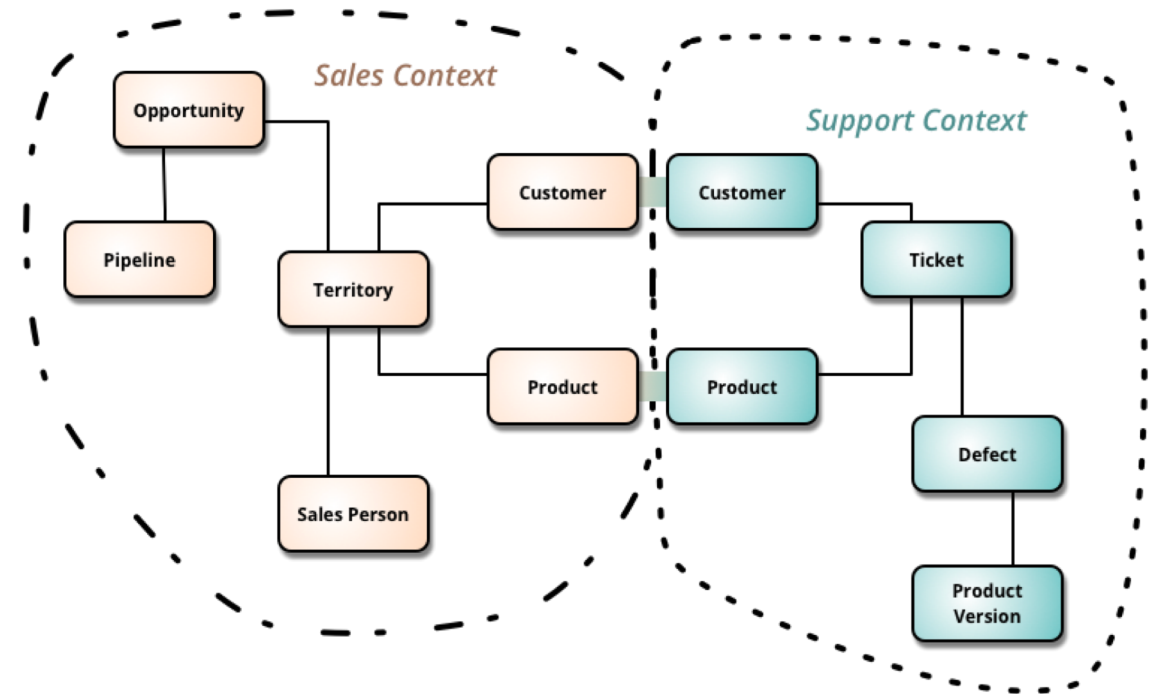 Sales Context
Opportunity
Support Context
Customer
Customer
Pipeline
Ticket
Territory
Product
Product
Defect
Sales Person
Product
Version